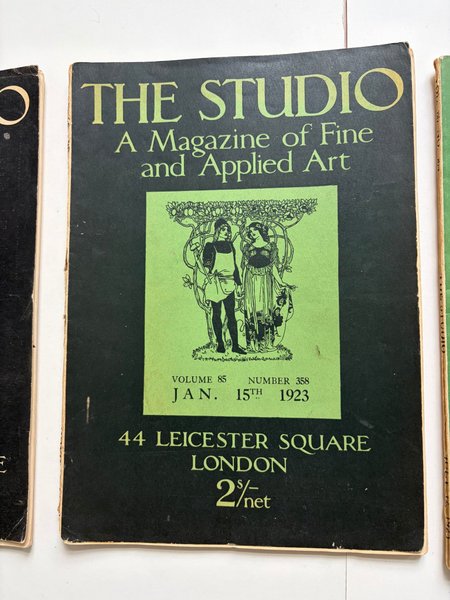 THE STUDIO
A Magazine of Fine
and Applied Art
VOLUME 85 NUMBER 358
JAN. 15TH 1923
44 LEICESTER SQUARE
LONDON
2s/-net
O
E